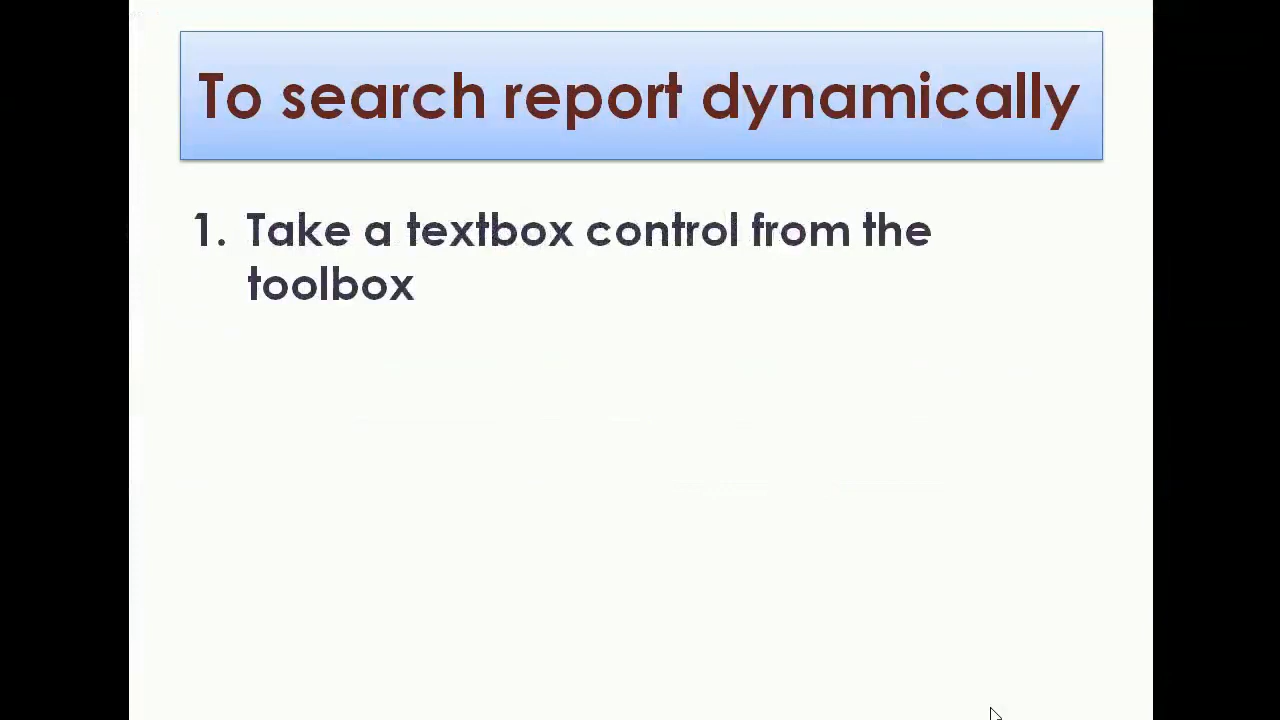 To search report dynamically
1. Take a textbox control from the
toolbox